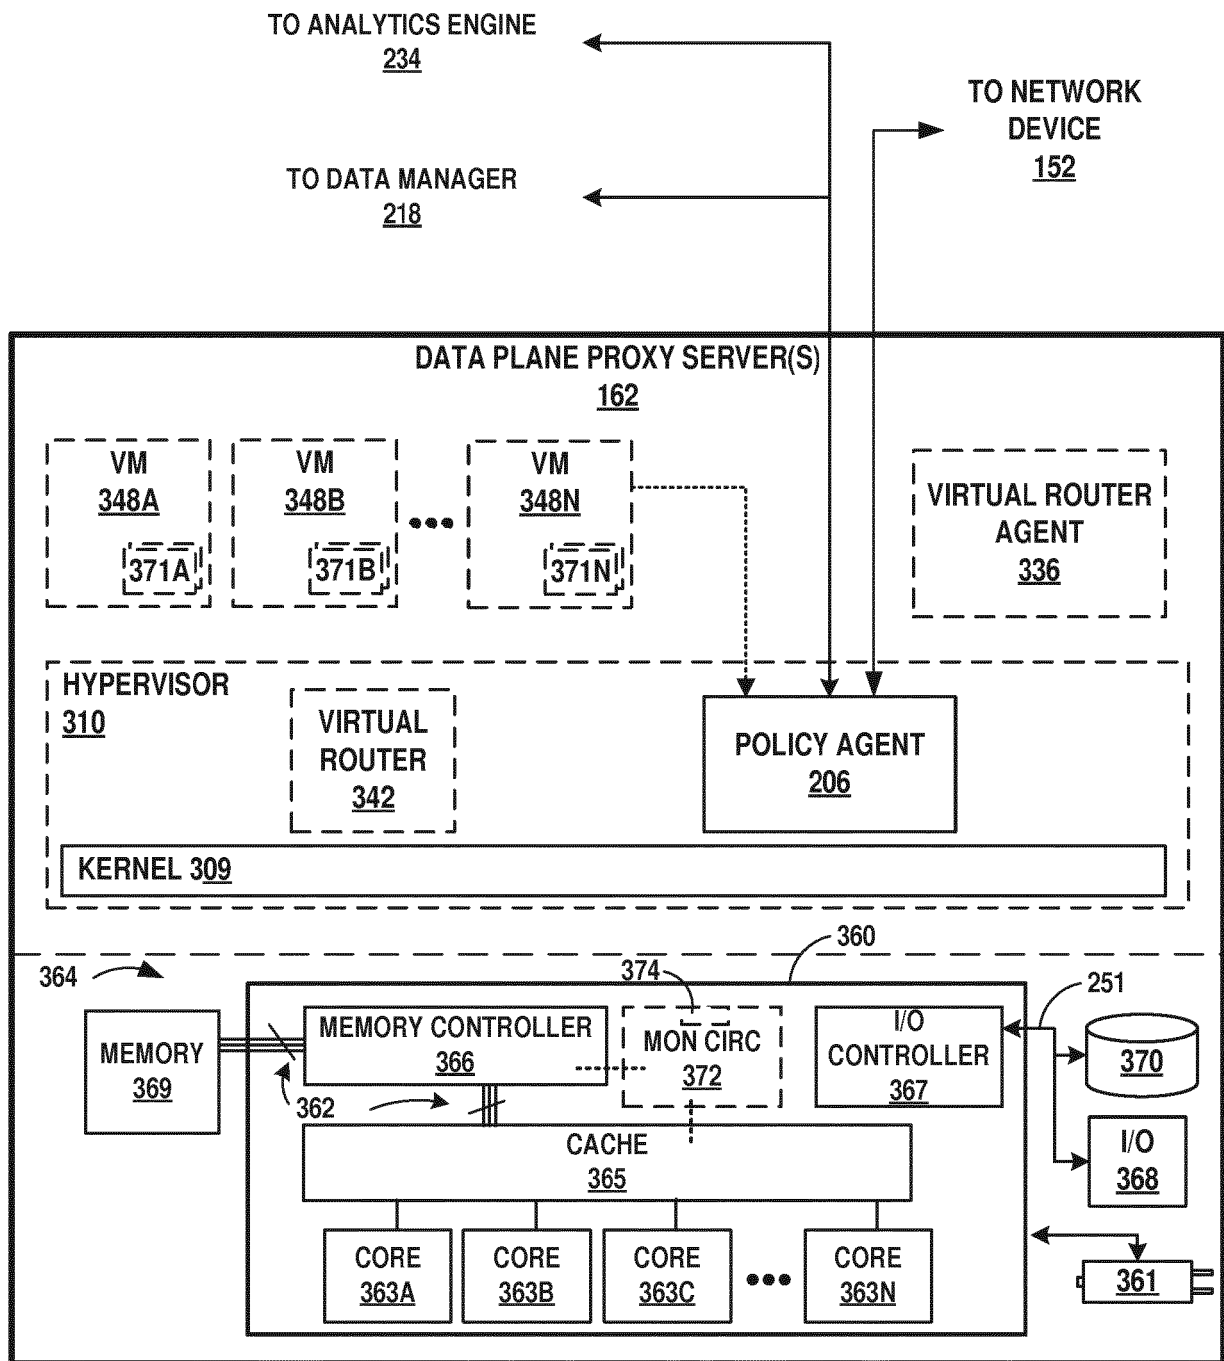 TO ANALYTICS ENGINE
234
TO NETWORK
DEVICE
152
TO DATA MANAGER
218
DATA PLANE PROXY SERVER(S)
162
VM
348A
371A
VM
348B
371B
VM
348N
371N
VIRTUAL ROUTER
AGENT
336
HYPERVISOR
310
VIRTUAL
ROUTER
342
POLICY AGENT
206
KERNEL 309
364
360
374
251
MEMORY
369
MEMORY CONTROLLER
366
MON CIRC
372
I/O
CONTROLLER
367
370
362
CACHE
365
I/O
368
CORE
363A
CORE
363B
CORE
363C
CORE
363N
361